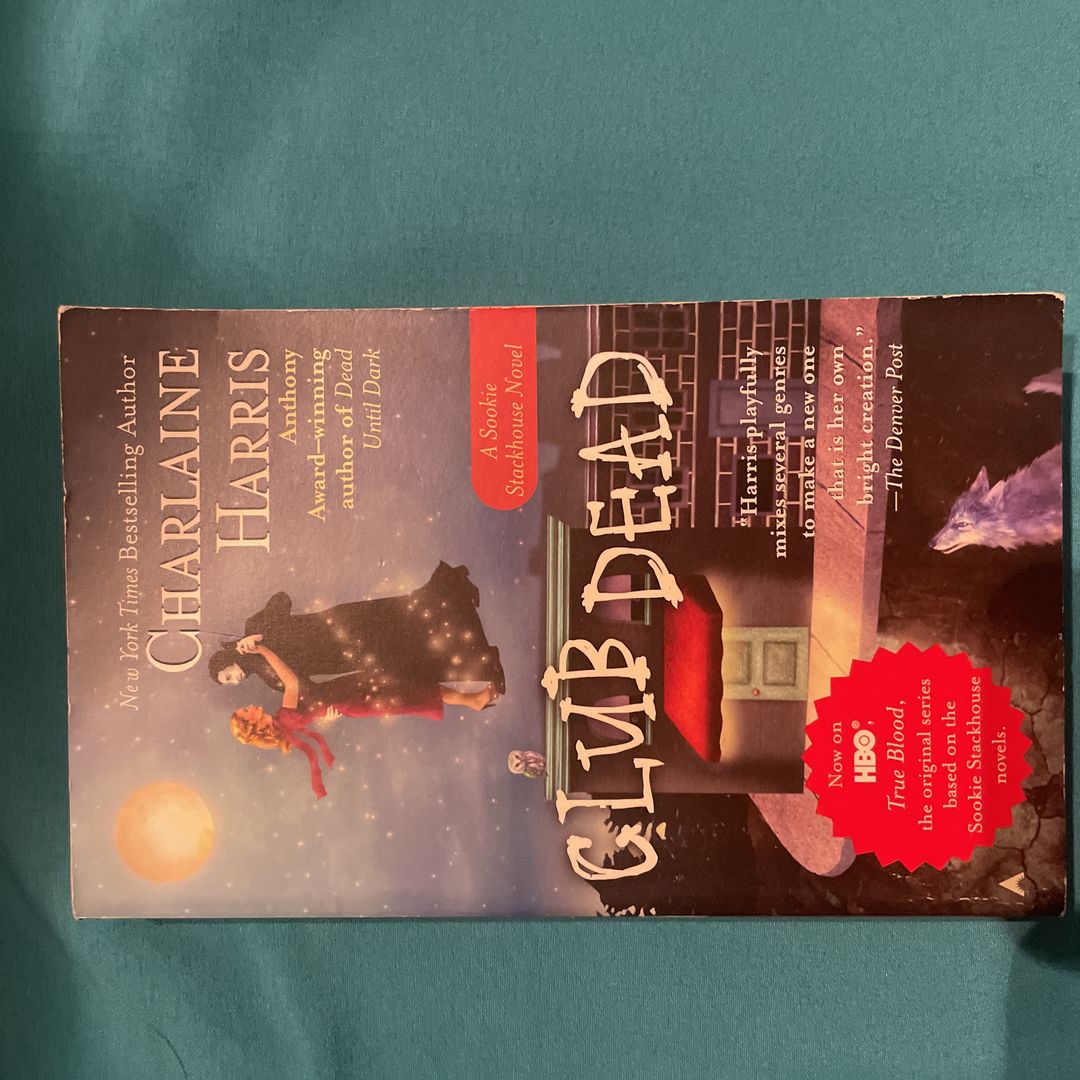 New York Times Bestselling Author
CHARLAINE
HARRIS
Anthony
Award-winning
author of Dead
Until Dark
A Sookie
Stackhouse Novel
CLUB DEAD
“Harris playfully
mixes several genres
to make a new one
that is her own
bright creation.”
—The Denver Post
Now on
HBO®,
True Blood,
the original series
based on the
Sookie Stackhouse
novels.